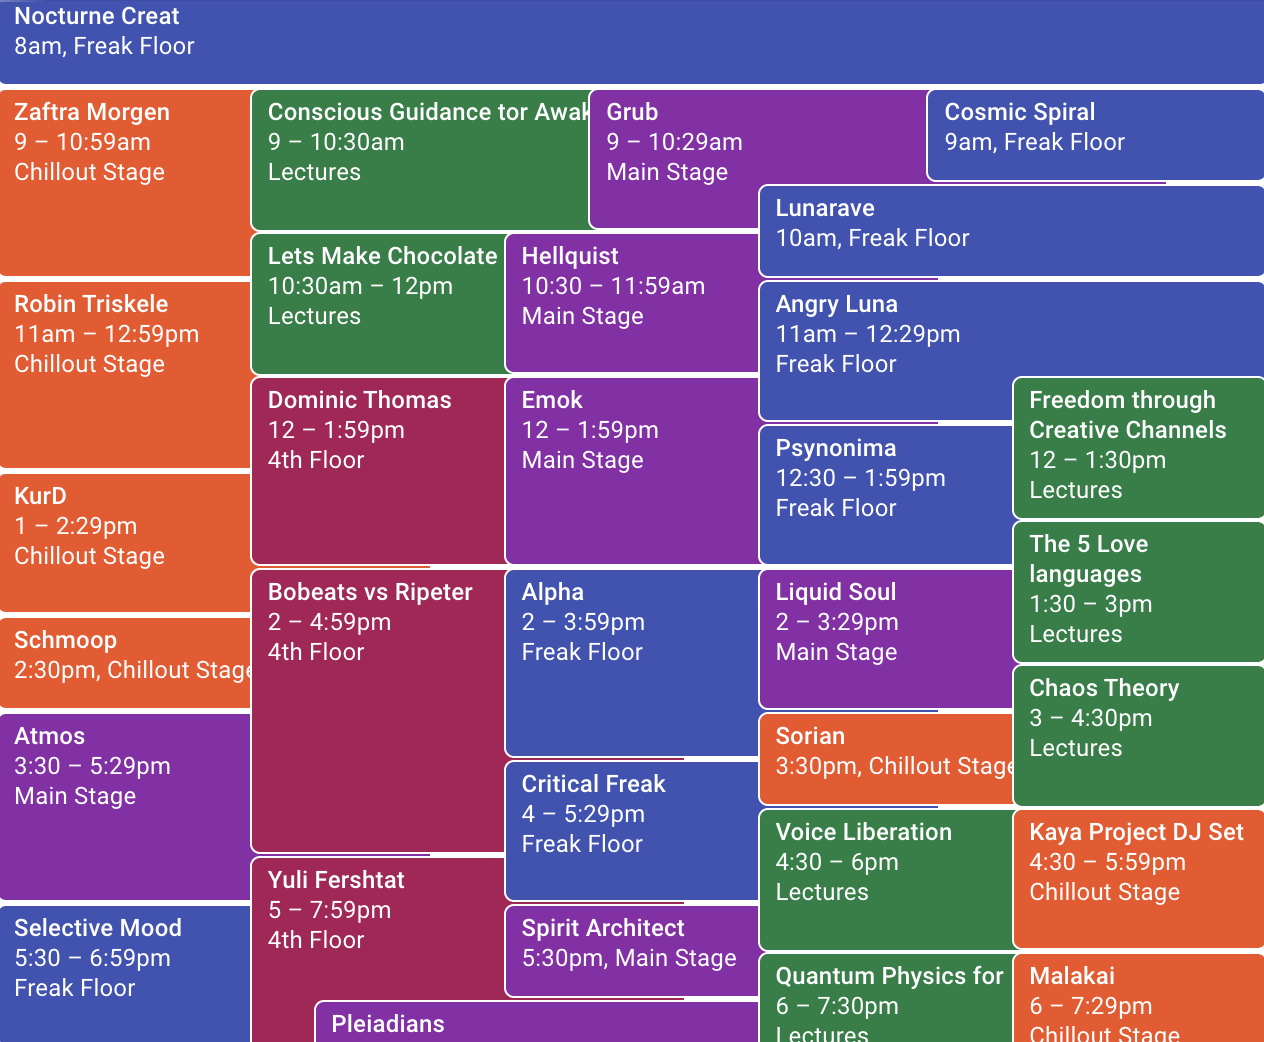 Nocturne Creat
8am, Freak Floor
Zaftra Morgen
9 – 10:59am
Chillout Stage
Conscious Guidance tor Awak
9 – 10:30am
Lectures
Grub
9 – 10:29am
Main Stage
Cosmic Spiral
9am, Freak Floor
Lunarave
10am, Freak Floor
Lets Make Chocolate
10:30am – 12pm
Lectures
Hellquist
10:30 – 11:59am
Main Stage
Robin Triskele
11am – 12:59pm
Chillout Stage
Angry Luna
11am – 12:29pm
Freak Floor
Dominic Thomas
12 – 1:59pm
4th Floor
Emok
12 – 1:59pm
Main Stage
Freedom through
Creative Channels
12 – 1:30pm
Lectures
Psynonima
12:30 – 1:59pm
Freak Floor
KurD
1 – 2:29pm
Chillout Stage
The 5 Love
languages
1:30 – 3pm
Lectures
Bobeats vs Ripeter
2 – 4:59pm
4th Floor
Alpha
2 – 3:59pm
Freak Floor
Liquid Soul
2 – 3:29pm
Main Stage
Schmoop
2:30pm, Chillout Stage
Chaos Theory
3 – 4:30pm
Lectures
Atmos
3:30 – 5:29pm
Main Stage
Sorian
3:30pm, Chillout Stage
Critical Freak
4 – 5:29pm
Freak Floor
Voice Liberation
4:30 – 6pm
Lectures
Kaya Project DJ Set
4:30 – 5:59pm
Chillout Stage
Yuli Fershtat
5 – 7:59pm
4th Floor
Selective Mood
5:30 – 6:59pm
Freak Floor
Spirit Architect
5:30pm, Main Stage
Quantum Physics for
6 – 7:30pm
Lectures
Malakai
6 – 7:29pm
Chillout Stage
Pleiadians